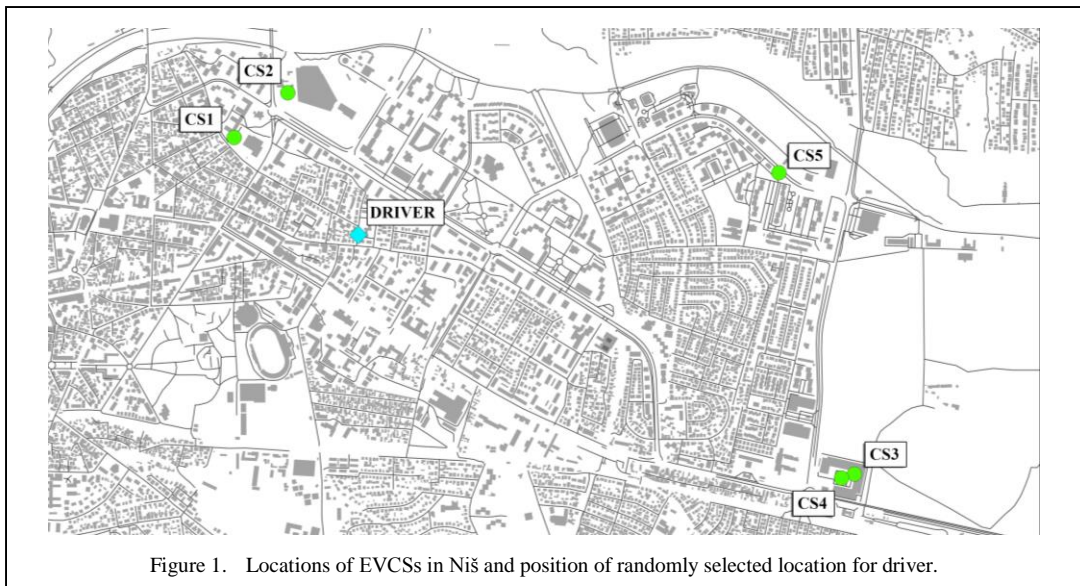 CS2
CS1
CS5
DRIVER
CS3
CS4
Figure 1. Locations of EVCSs in Niš and position of randomly selected location for driver.